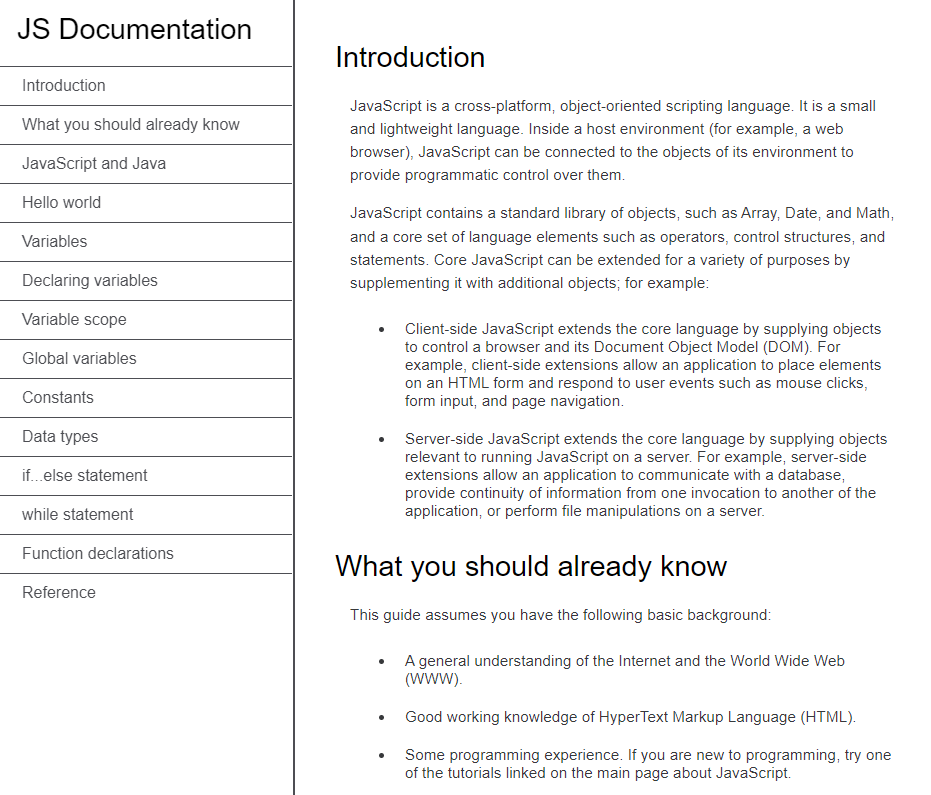 JS Documentation
Introduction
What you should already know
JavaScript and Java
Hello world
Variables
Declaring variables
Variable scope
Global variables
Constants
Data types
if...else statement
while statement
Function declarations
Reference
Introduction
JavaScript is a cross-platform, object-oriented scripting language. It is a small
and lightweight language. Inside a host environment (for example, a web
browser), JavaScript can be connected to the objects of its environment to
provide programmatic control over them.
JavaScript contains a standard library of objects, such as Array, Date, and Math,
and a core set of language elements such as operators, control structures, and
statements. Core JavaScript can be extended for a variety of purposes by
supplementing it with additional objects; for example:
• Client-side JavaScript extends the core language by supplying objects
to control a browser and its Document Object Model (DOM). For
example, client-side extensions allow an application to place elements
on an HTML form and respond to user events such as mouse clicks,
form input, and page navigation.
• Server-side JavaScript extends the core language by supplying objects
relevant to running JavaScript on a server. For example, server-side
extensions allow an application to communicate with a database,
provide continuity of information from one invocation to another of the
application, or perform file manipulations on a server.
What you should already know
This guide assumes you have the following basic background:
• A general understanding of the Internet and the World Wide Web
(WWW).
• Good working knowledge of HyperText Markup Language (HTML).
• Some programming experience. If you are new to programming, try one
of the tutorials linked on the main page about JavaScript.